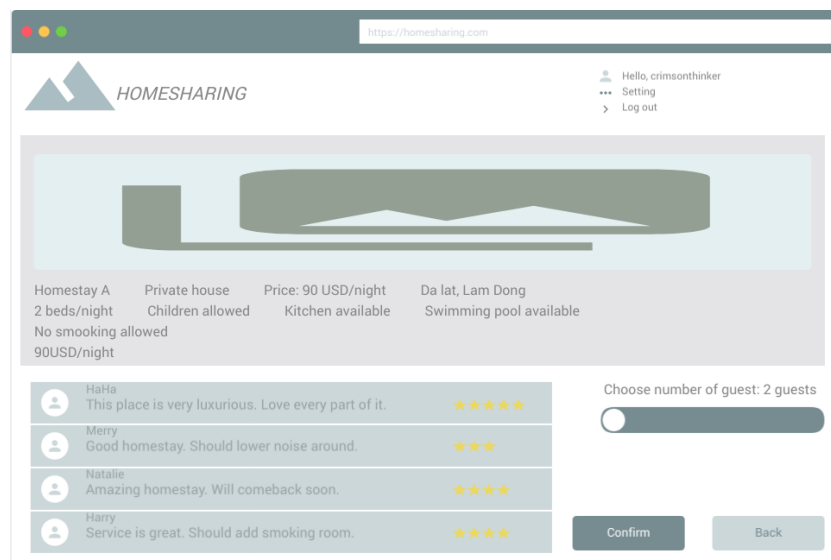 https://homesharing.com
HOMESHARING
Hello, crimsonthinker
Setting
Log out
Homestay A Private house Price: 90 USD/night Da lat, Lam Dong
2 beds/night Children allowed Kitchen available Swimming pool available
No smooking allowed
90USD/night
HaHa
This place is very luxurious. Love every part of it.
Merry
Good homestay. Should lower noise around.
Natalie
Amazing homestay. Will comeback soon.
Harry
Service is great. Should add smoking room.
Choose number of guest: 2 guests
Confirm Back